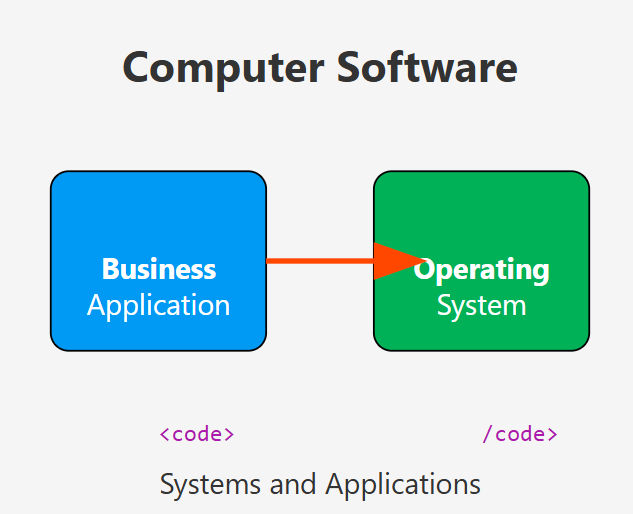 Computer Software
Business
Application
Operating
System
<code>
/code>
Systems and Applications